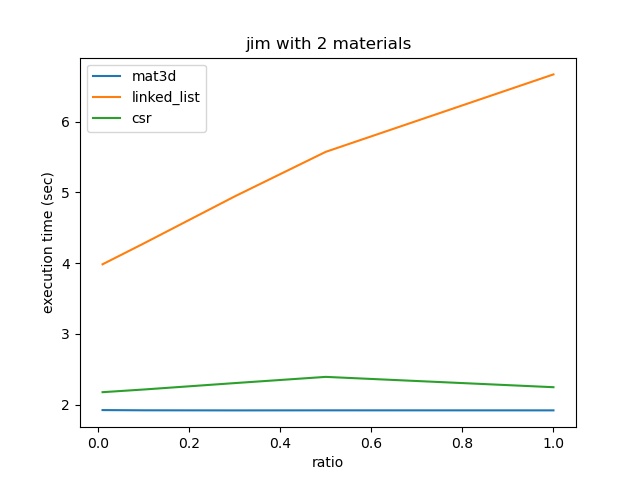 jim with 2 materials
mat3d
linked_list
csr
execution time (sec)
6
5
4
3
2
0.0 0.2 0.4 0.6 0.8 1.0
ratio